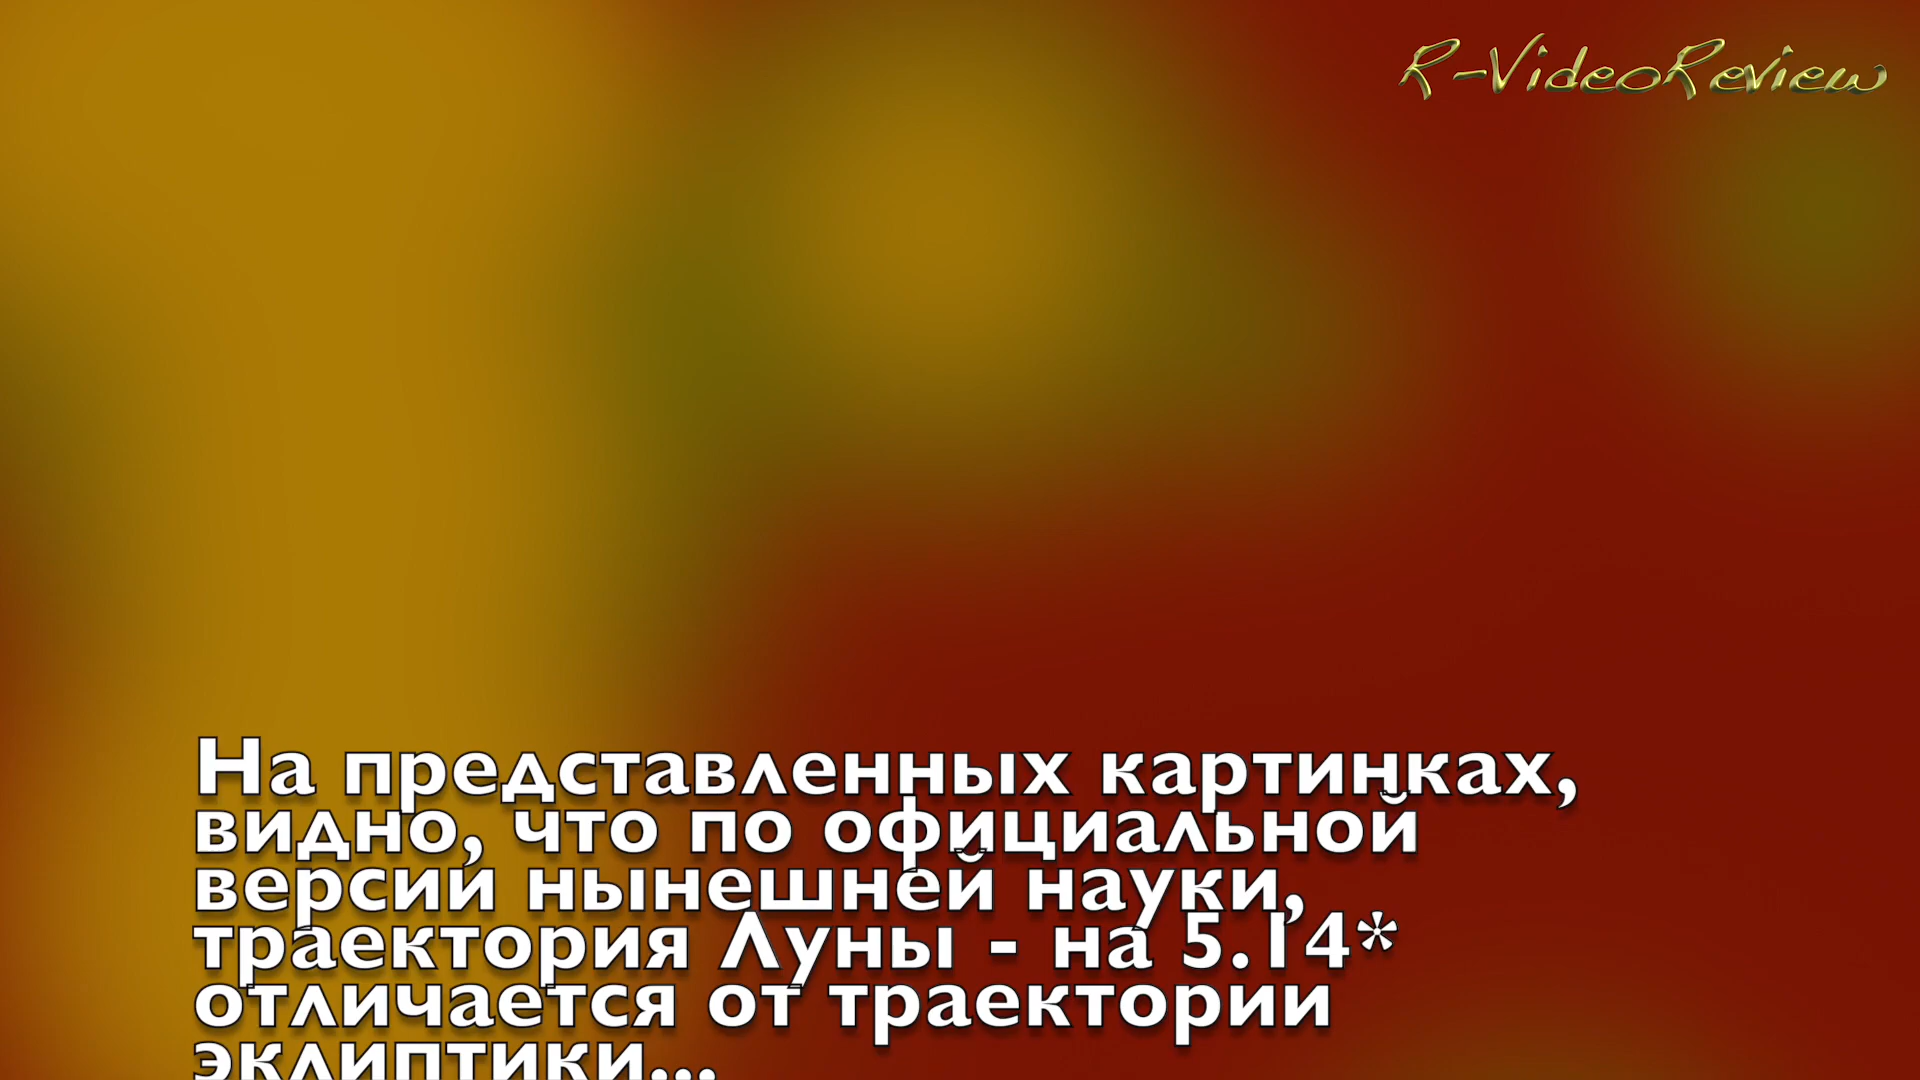 R-VideoReview
На представленных картинках,
видно, что по официальной
версии нынешней науки,
траектория Луны - на 5.14*
отличается от траектории
эклиптики...